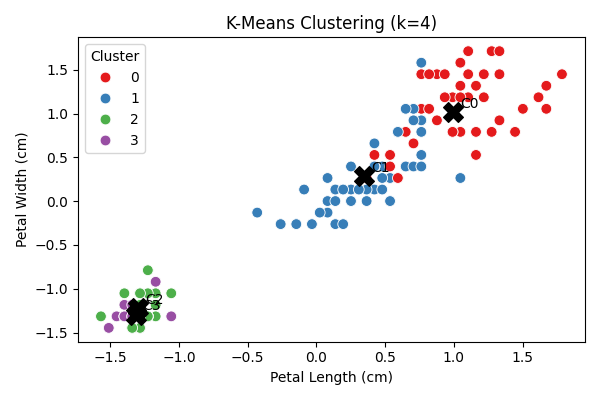 K-Means Clustering (k=4)
Cluster
0
1
2
3
C0
C1
C2
C3
1.5
1.0
0.5
0.0
−0.5
−1.0
−1.5
Petal Width (cm)
−1.5
−1.0
−0.5
0.0
0.5
1.0
1.5
Petal Length (cm)